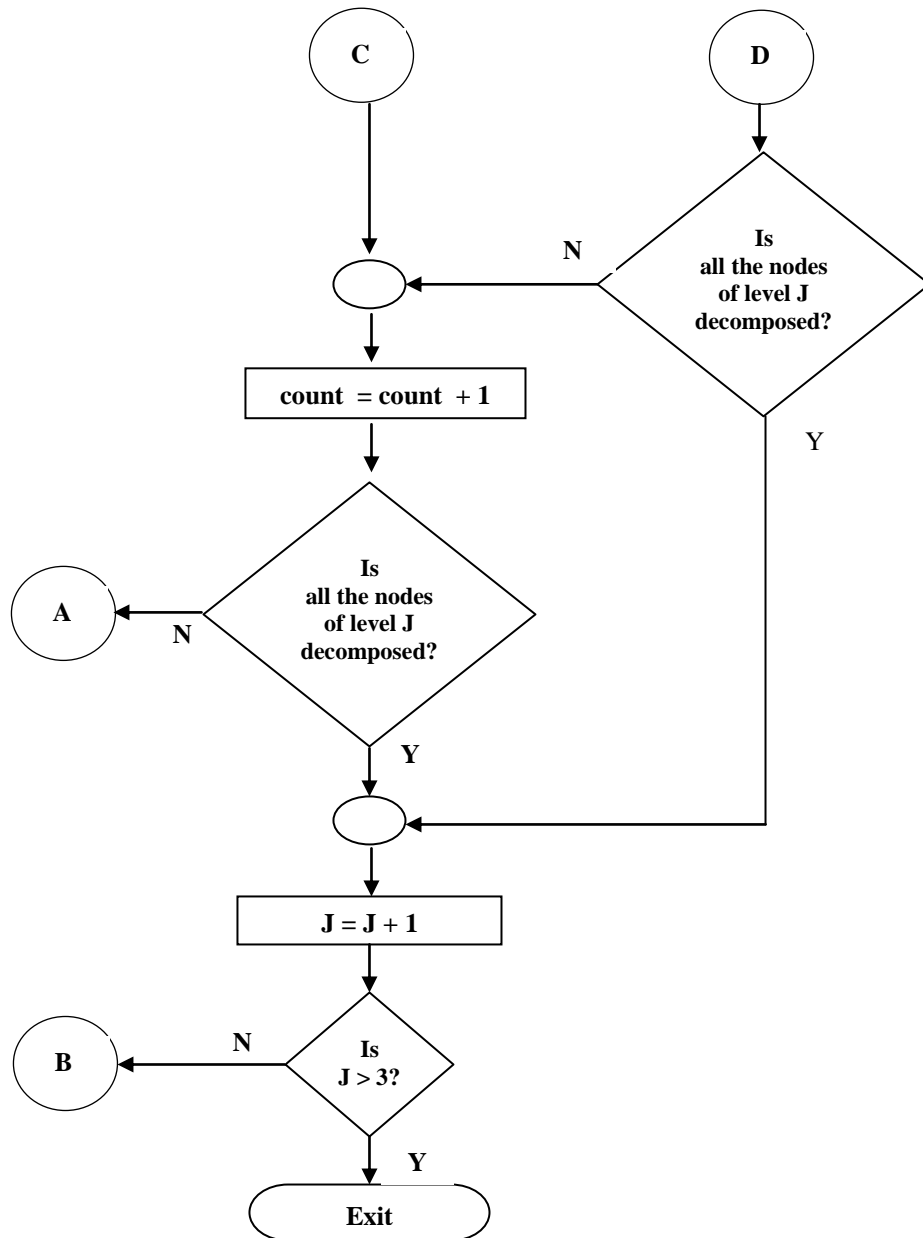 C
D
Is
all the nodes
of level J
decomposed?
N
Y
count = count + 1
Is
all the nodes
of level J
decomposed?
A
N
Y
J = J + 1
B
N
Is
J > 3?
Y
Exit